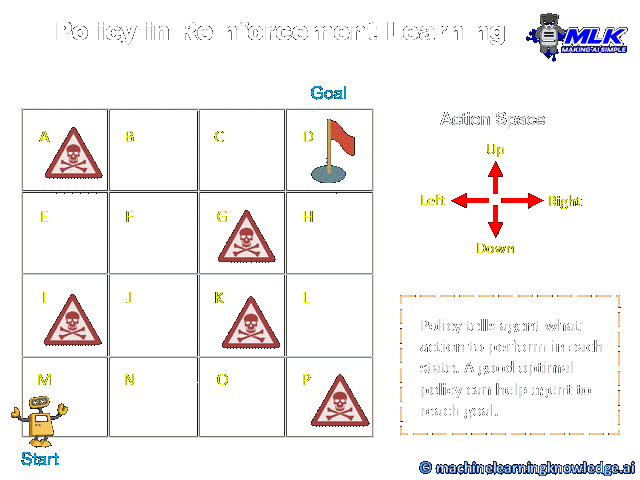 Policy in Reinforcement Learning
MLK
MAKING AI SIMPLE
Goal
Action Space
A B C D
Up
E F G H
Left Right
Down
I J K L
Policy tells agent what
action to perform in each
state. A good optimal
policy can help agent to
reach goal.
M N O P
Start
© machinelearningknowledge.ai